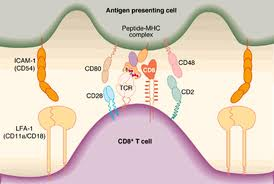 Antigen presenting cell
Peptide-MHC
complex
ICAM-1
(CD54)
CD80
CD8
CD48
TCR
CD28
CD2
LFA-1
(CD11a/CD18)
CD8⁺ T cell